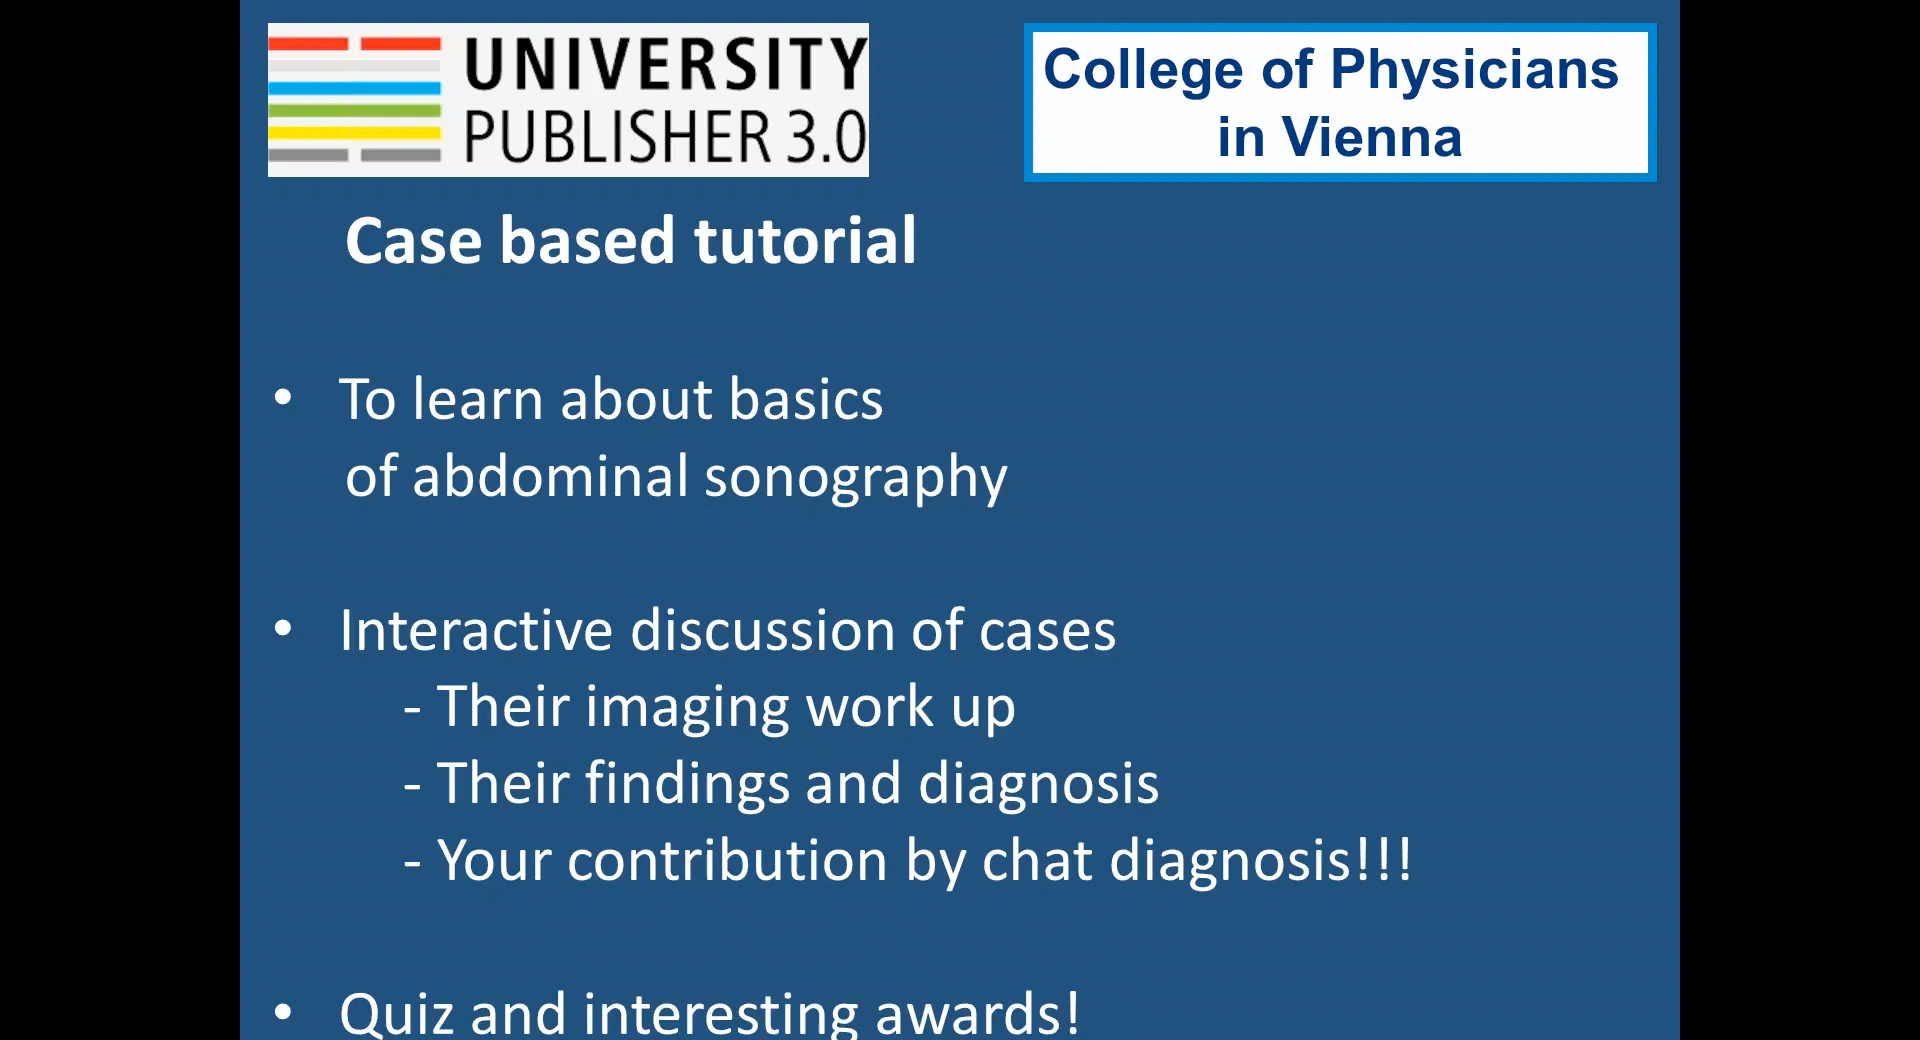 UNIVERSITY
PUBLISHER 3.0
College of Physicians
in Vienna
Case based tutorial
• To learn about basics
of abdominal sonography
• Interactive discussion of cases
- Their imaging work up
- Their findings and diagnosis
- Your contribution by chat diagnosis!!!
• Quiz and interesting awards!